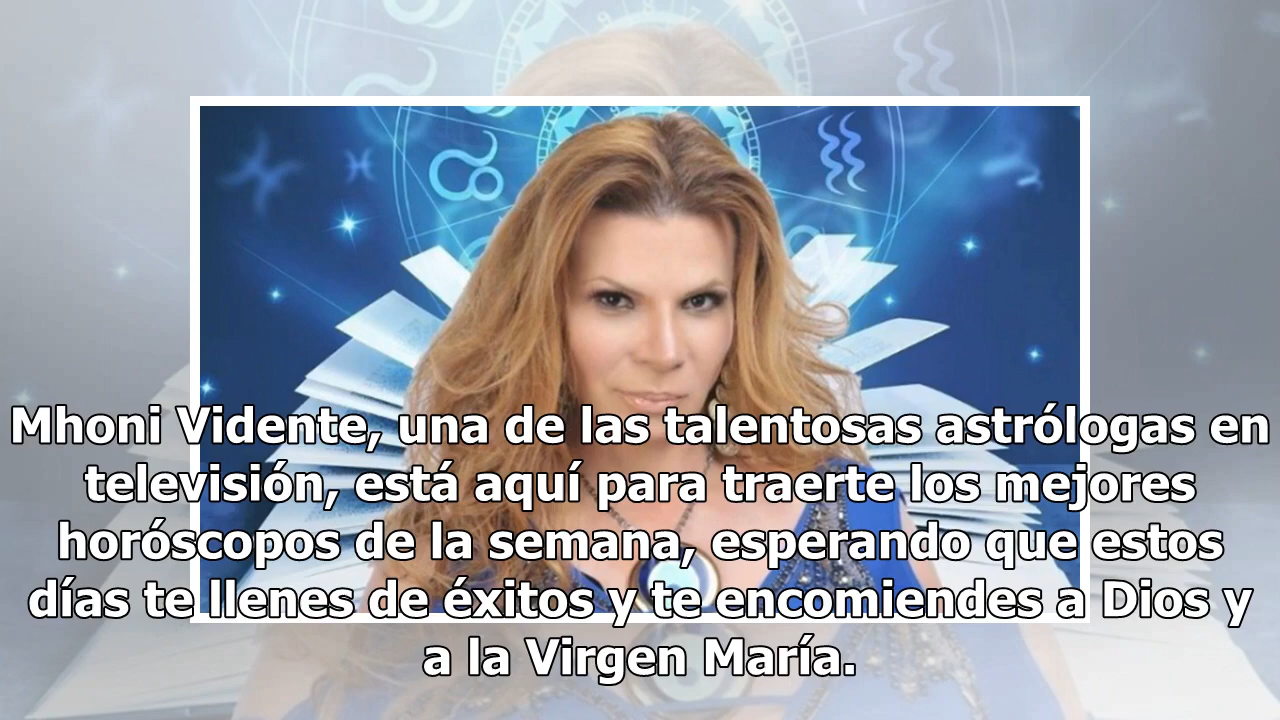 Mhoni Vidente, una de las talentosas astrólogas en
televisión, está aquí para traerte los mejores
horóscopos de la semana, esperando que estos
días te llenes de éxitos y te encomiendes a Dios y
a la Virgen María.